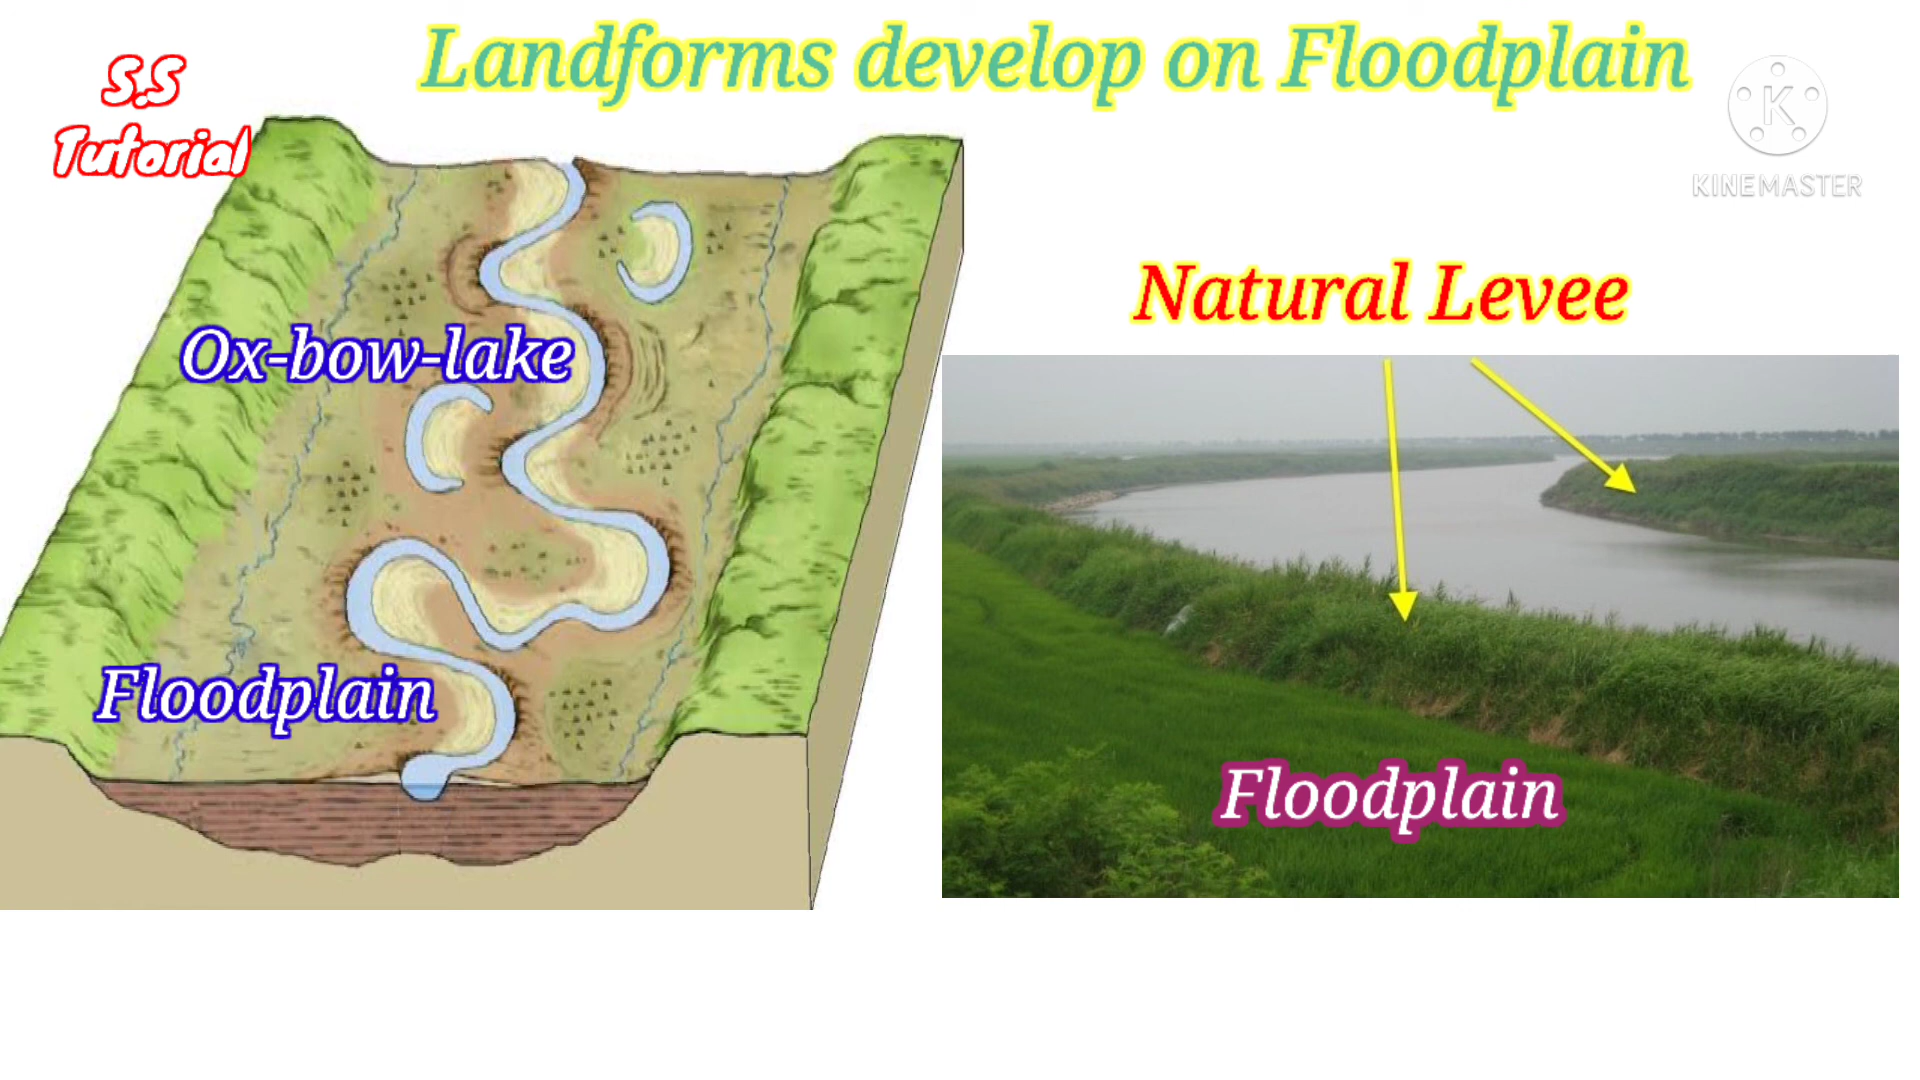 Landforms develop on Floodplain
S.S
Tutorial
K
KINEMASTER
Natural Levee
Ox-bow-lake
Floodplain
Floodplain